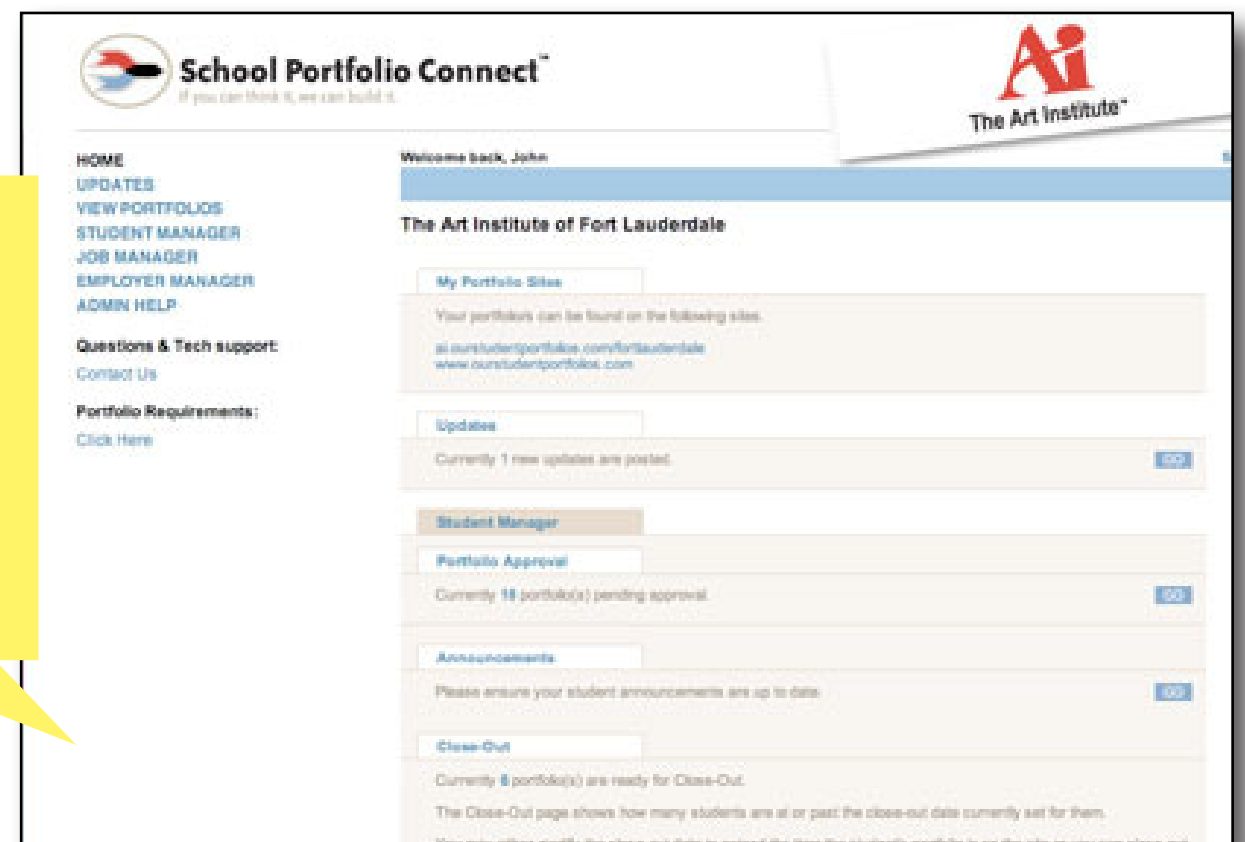 School Portfolio Connect™
If you can think it, we can build it.
Ai
The Art Institute℠
HOME
UPDATES
VIEW PORTFOLIOS
STUDENT MANAGER
JOB MANAGER
EMPLOYER MANAGER
ADMIN HELP
Questions & Tech support:
Contact Us
Portfolio Requirements:
Click Here
Welcome back, John
The Art Institute of Fort Lauderdale
My Portfolio Sites
Your portfolios can be found on the following sites.
ai.ourstudentportfolios.com/fortlauderdale
www.ourstudentportfolios.com
Updates
Currently 1 new updates are posted.
GO
Student Manager
Portfolio Approval
Currently 18 portfolio(s) pending approval.
GO
Announcements
Please ensure your student announcements are up to date.
GO
Close-Out
Currently 6 portfolio(s) are ready for Close-Out.
The Close-Out page shows how many students are at or past the close-out date currently set for them.